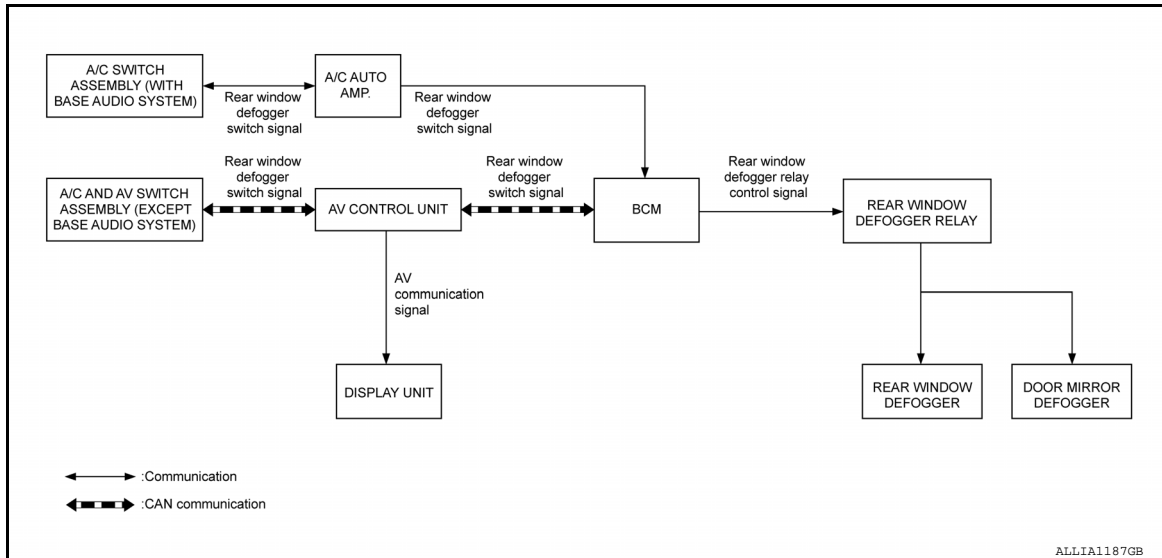 A/C SWITCH
ASSEMBLY (WITH
BASE AUDIO SYSTEM)
Rear window
defogger
switch signal
A/C AUTO
AMP.
Rear window
defogger
switch signal
A/C AND AV SWITCH
ASSEMBLY (EXCEPT
BASE AUDIO SYSTEM)
Rear window
defogger
switch signal
AV CONTROL UNIT
Rear window
defogger
switch signal
BCM
Rear window
defogger relay
control signal
REAR WINDOW
DEFOGGER RELAY
AV
communication
signal
DISPLAY UNIT
REAR WINDOW
DEFOGGER
DOOR MIRROR
DEFOGGER
:Communication
:CAN communication
ALLIA1187GB